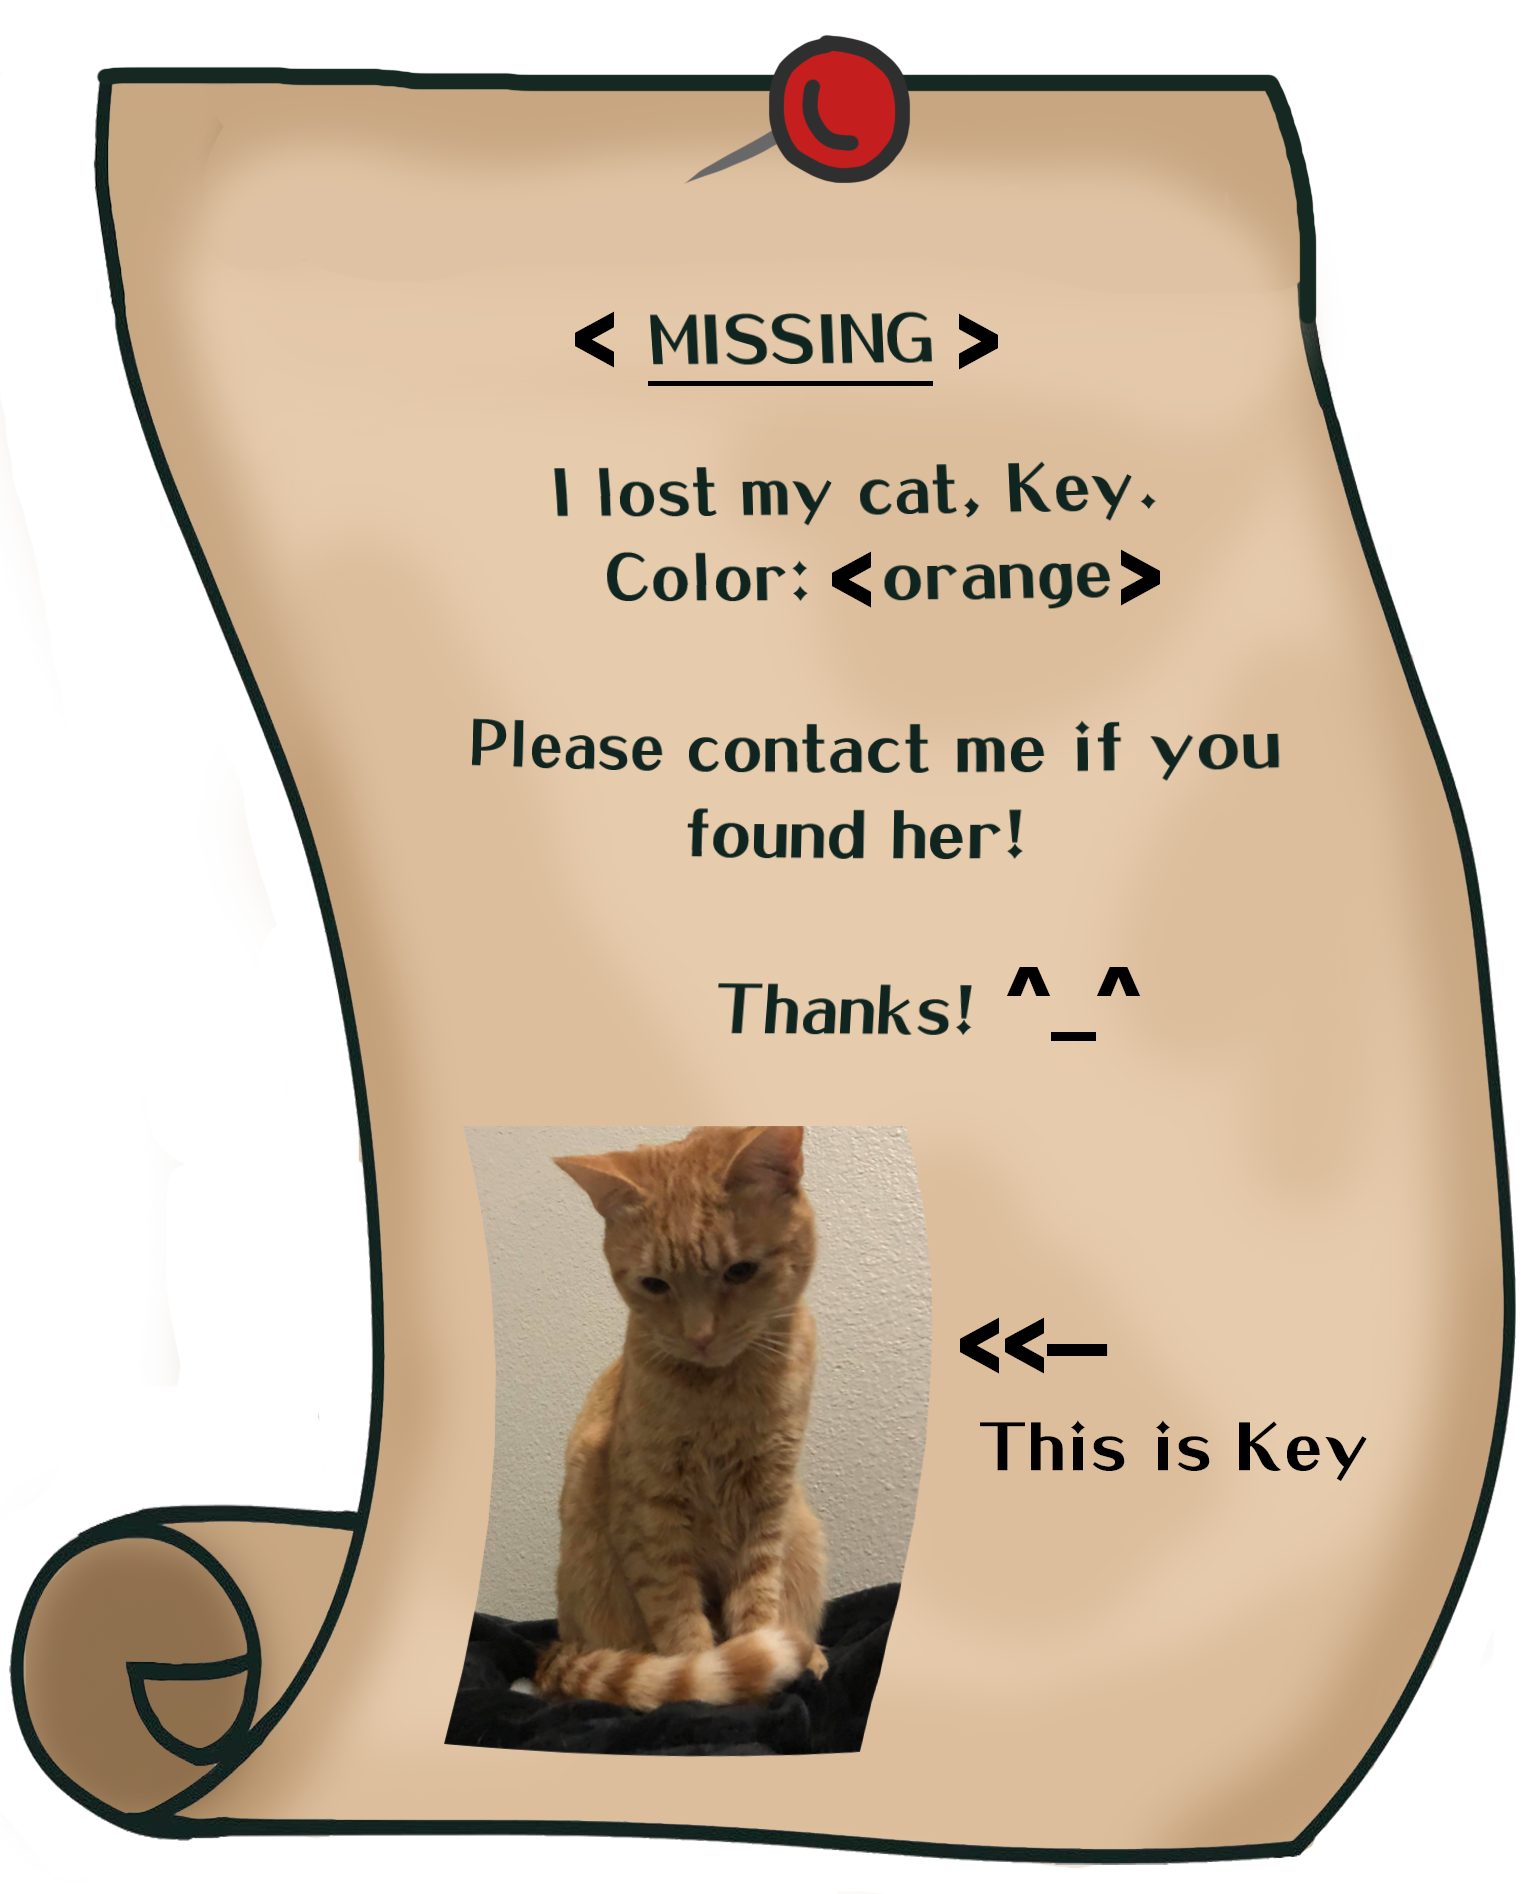 < MISSING >
I lost my cat, Key.
Color: <orange>
Please contact me if you
found her!
Thanks! ^_^
<<—
This is Key